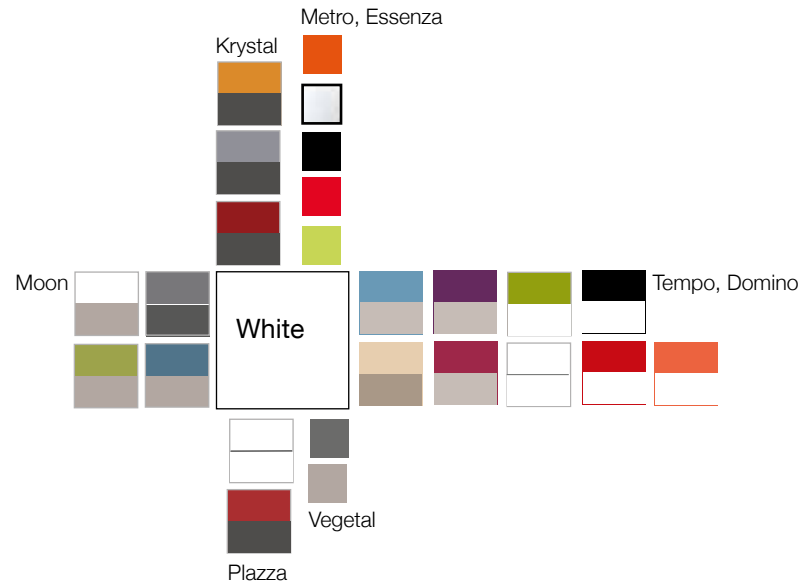 Metro, Essenza
Krystal
Moon
Tempo, Domino
White
Vegetal
Plazza